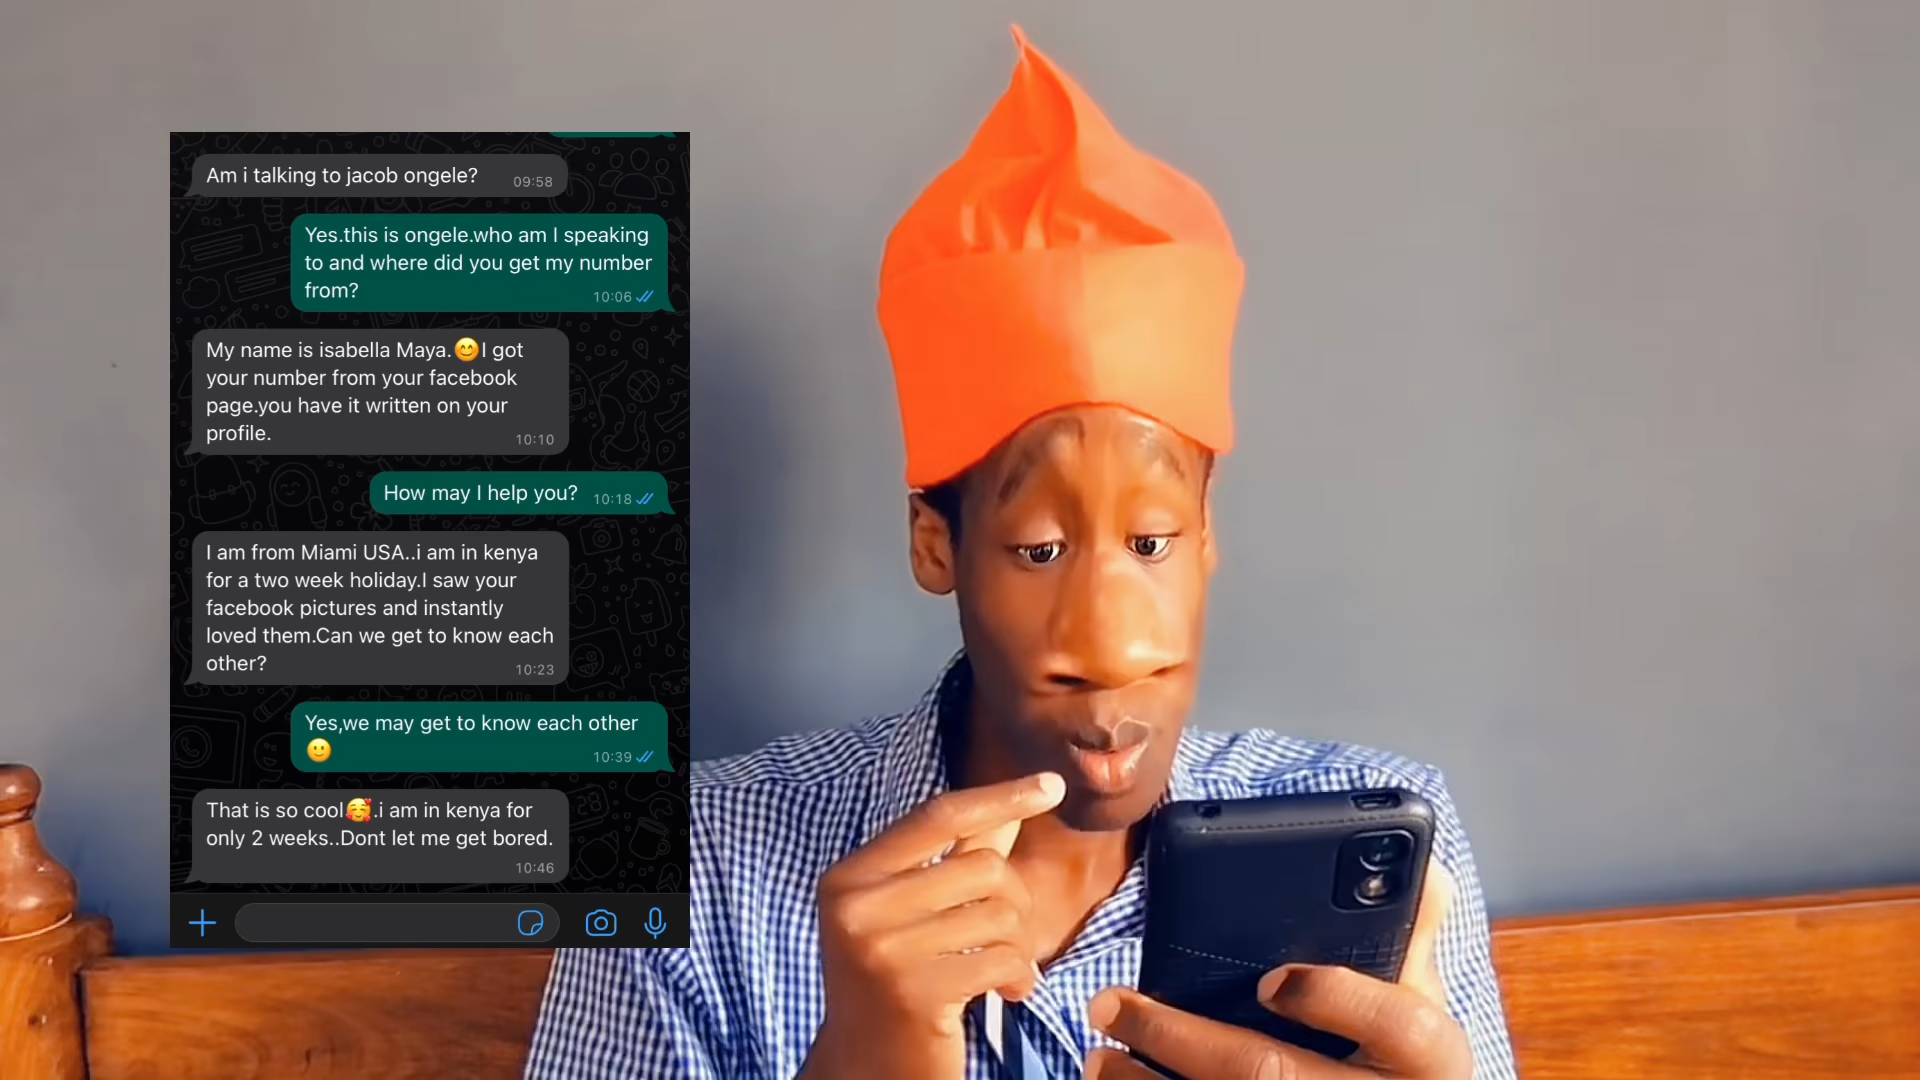 Am i talking to jacob ongele?
09:58
Yes.this is ongele.who am I speaking
to and where did you get my number
from?
10:06
My name is isabella Maya.😊I got
your number from your facebook
page.you have it written on your
profile.
10:10
How may I help you?
10:18
I am from Miami USA..i am in kenya
for a two week holiday.I saw your
facebook pictures and instantly
loved them.Can we get to know each
other?
10:23
Yes,we may get to know each other
🙂
10:39
That is so cool🥰.i am in kenya for
only 2 weeks..Dont let me get bored.
10:46